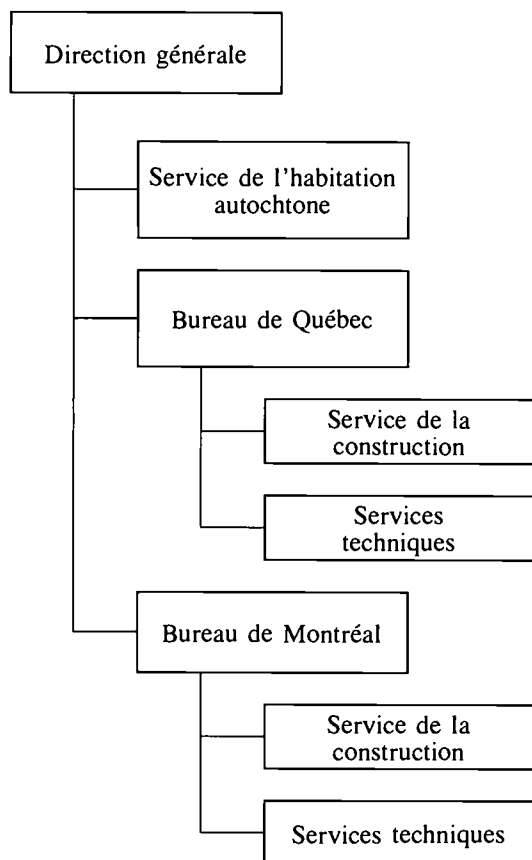 Direction générale
Service de l'habitation
autochtone
Bureau de Québec
Service de la
construction
Services
techniques
Bureau de Montréal
Service de la
construction
Services techniques